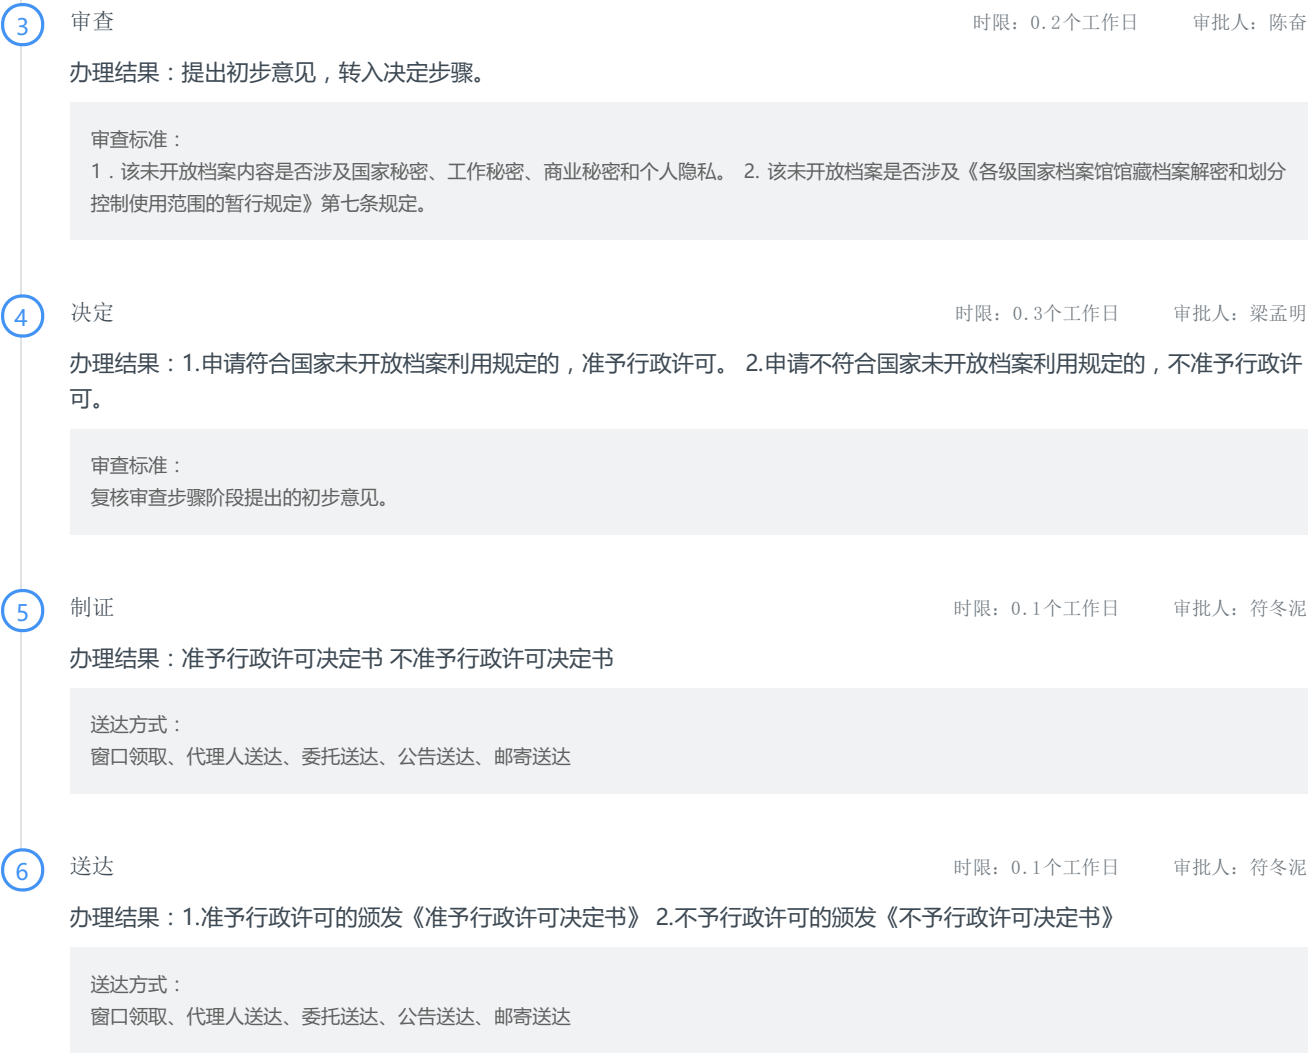 3 审查 时限：0.2个工作日 审批人：陈奋
办理结果：提出初步意见，转入决定步骤。
审查标准：
1．该未开放档案内容是否涉及国家秘密、工作秘密、商业秘密和个人隐私。 2. 该未开放档案是否涉及《各级国家档案馆馆藏档案解密和划分
控制使用范围的暂行规定》第七条规定。
4 决定 时限：0.3个工作日 审批人：梁孟明
办理结果：1.申请符合国家未开放档案利用规定的，准予行政许可。 2.申请不符合国家未开放档案利用规定的，不准予行政许
可。
审查标准：
复核审查步骤阶段提出的初步意见。
5 制证 时限：0.1个工作日 审批人：符冬泥
办理结果：准予行政许可决定书 不准予行政许可决定书
送达方式：
窗口领取、代理人送达、委托送达、公告送达、邮寄送达
6 送达 时限：0.1个工作日 审批人：符冬泥
办理结果：1.准予行政许可的颁发《准予行政许可决定书》 2.不予行政许可的颁发《不予行政许可决定书》
送达方式：
窗口领取、代理人送达、委托送达、公告送达、邮寄送达